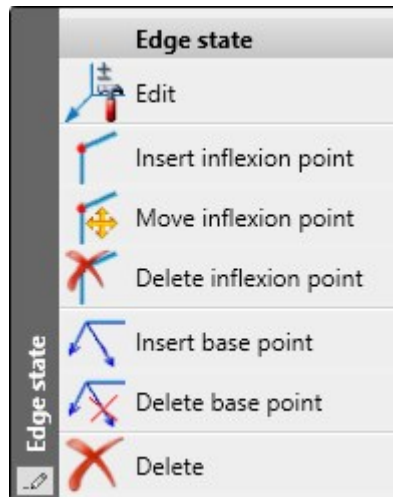 Edge state
Edit
Insert inflexion point
Move inflexion point
Delete inflexion point
Insert base point
Delete base point
Delete
Edge state